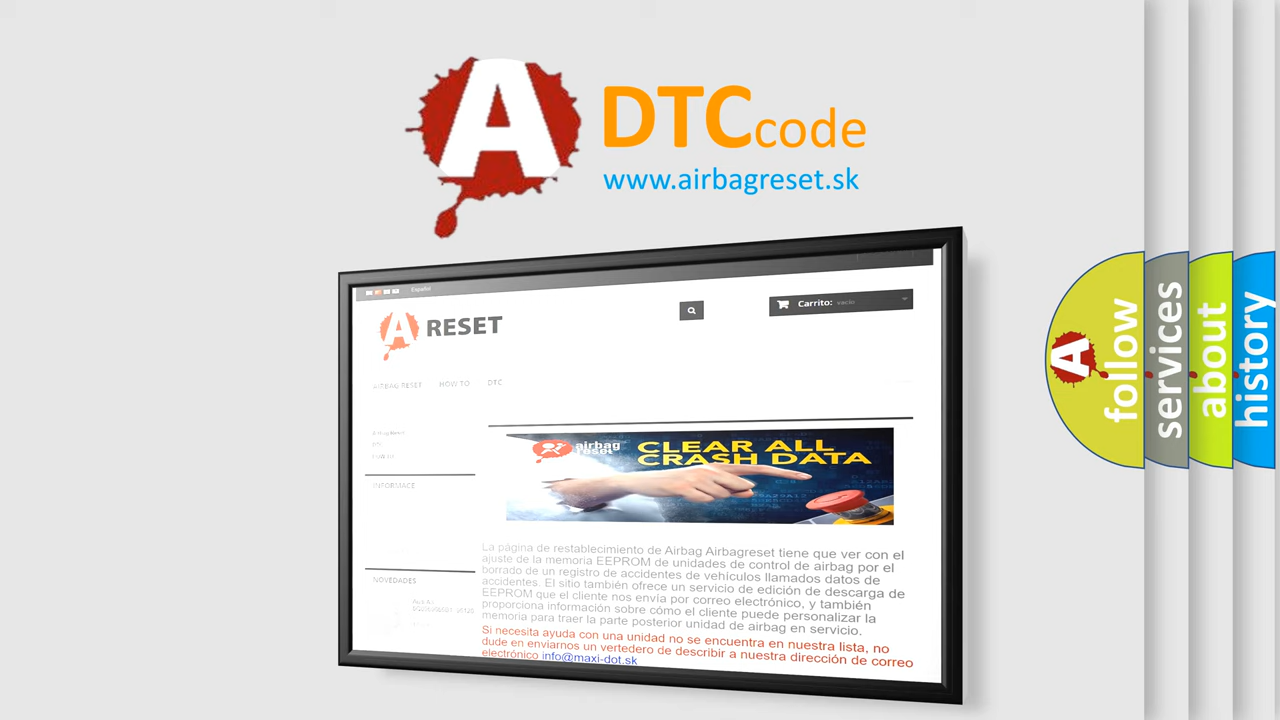 A DTCcode
www.airbagreset.sk
Español
Carrito: vacío
A RESET
AIRBAG RESET HOW TO DTC
airbag
reset
CLEAR ALL
CRASH DATA
INFORMACE
NOVEDADES
La página de restablecimiento de Airbag Airbagreset tiene que ver con el
ajuste de la memoria EEPROM de unidades de control de airbag por el
borrado de un registro de accidentes de vehículos llamados datos de
accidentes. El sitio también ofrece un servicio de edición de descarga de
EEPROM que el cliente nos envía por correo electrónico, y también
proporciona información sobre cómo el cliente puede personalizar la
memoria para traer la parte posterior unidad de airbag en servicio.
Si necesita ayuda con una unidad no se encuentra en nuestra lista, no
dude en enviarnos un vertedero de describir a nuestra dirección de correo
electrónico info@maxi-dot.sk
A
follow
services
about
history